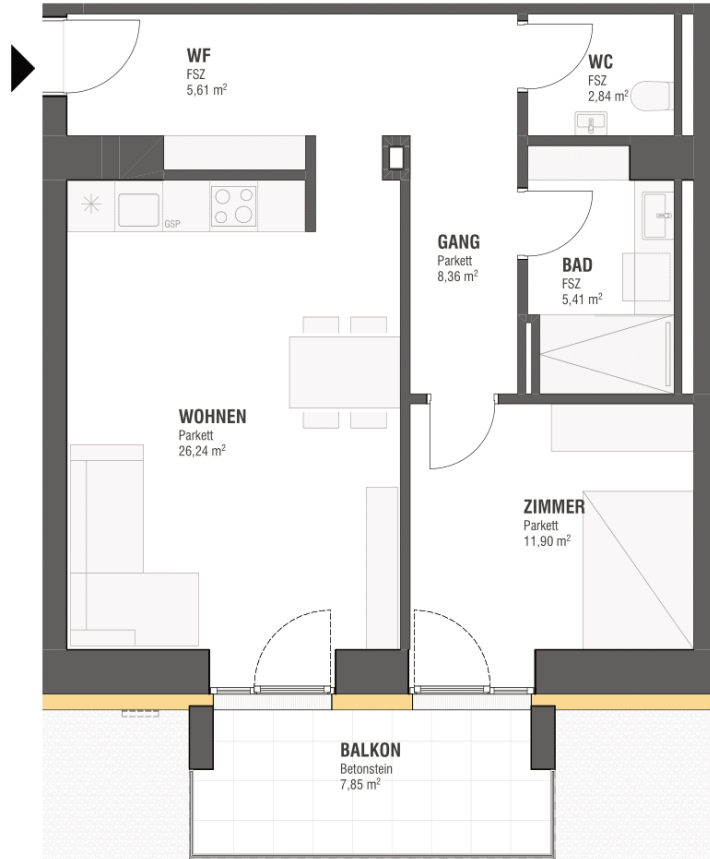 WF
FSZ
5,61 m²
WC
FSZ
2,84 m²
GSP
GANG
Parkett
8,36 m²
BAD
FSZ
5,41 m²
WOHNEN
Parkett
26,24 m²
ZIMMER
Parkett
11,90 m²
BALKON
Betonstein
7,85 m²